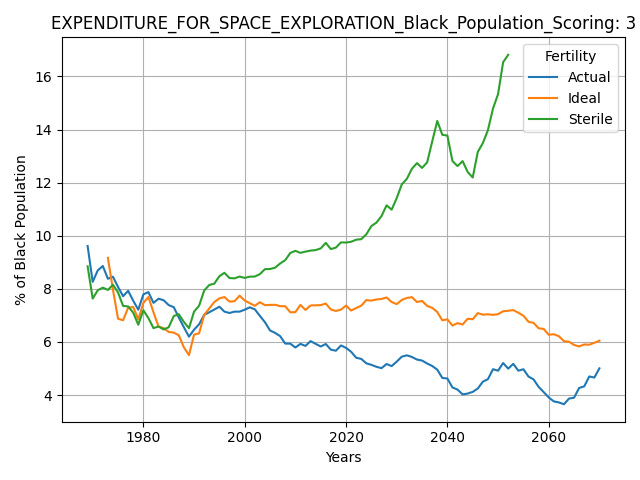 EXPENDITURE_FOR_SPACE_EXPLORATION_Black_Population_Scoring: 3
Fertility
Actual
Ideal
Sterile
% of Black Population
16
14
12
10
8
6
4
1980 2000 2020 2040 2060
Years